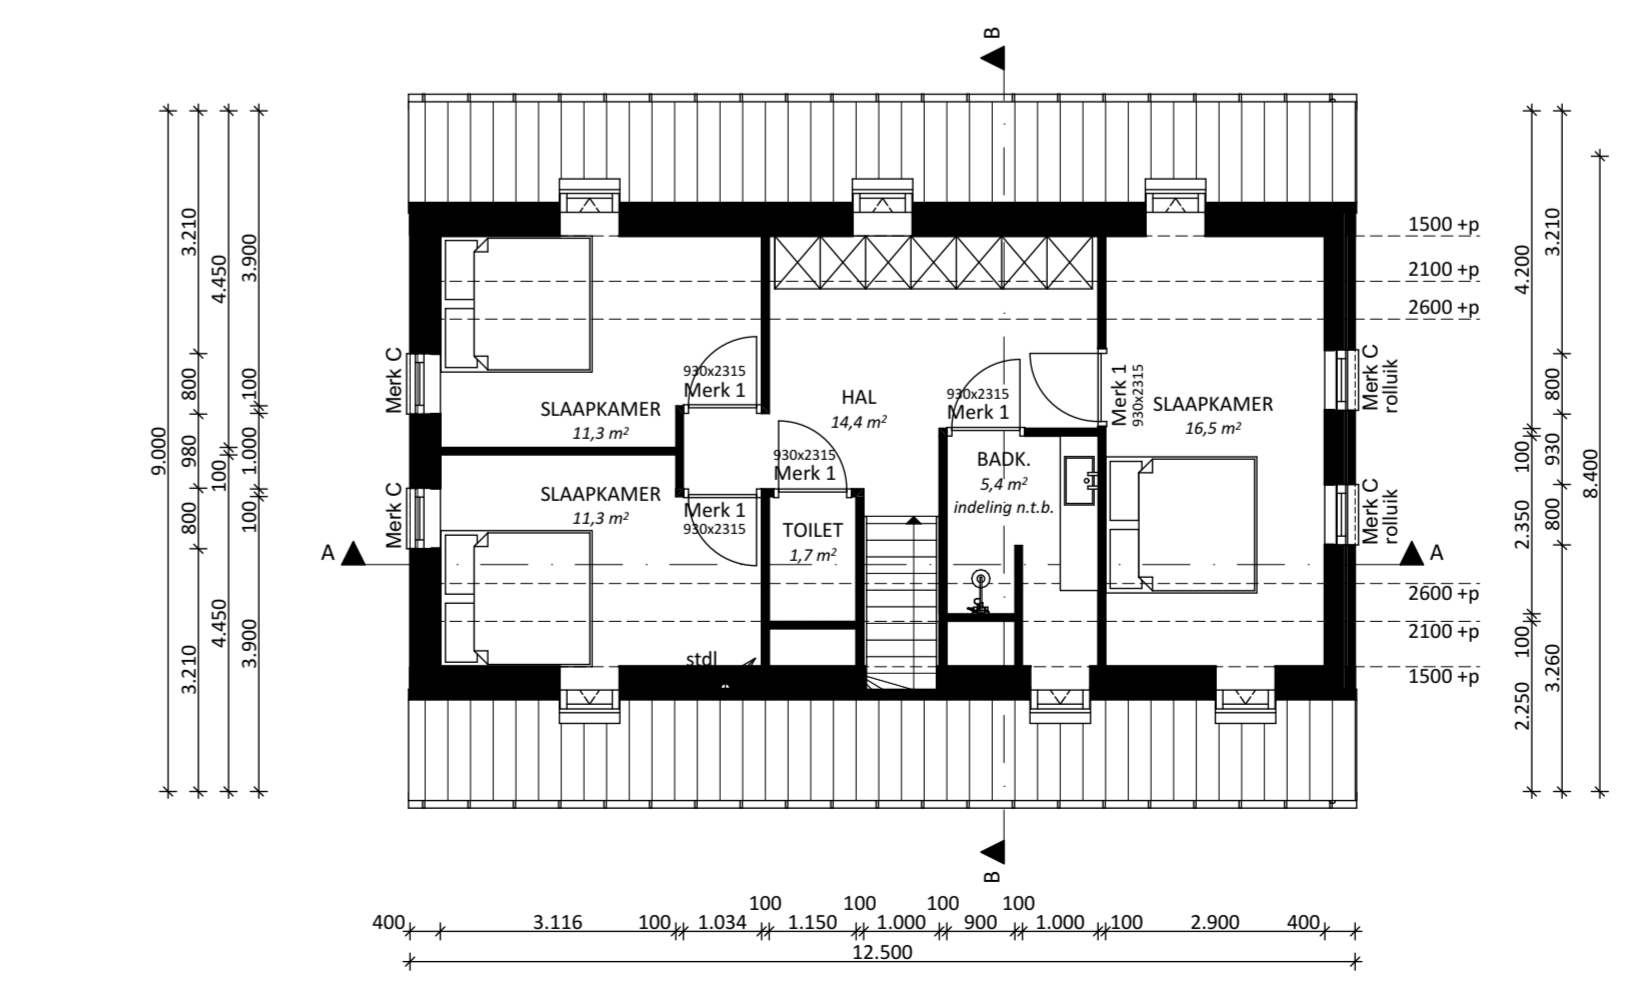 B
1500 +p
2100 +p
2600 +p
9.000
3.210
800
980
800
3.210
4.450
100
4.450
3.900
100
1.000
100
3.900
Merk C
Merk C
A
SLAAPKAMER
11,3 m²
930x2315
Merk 1
SLAAPKAMER
11,3 m²
Merk 1
930x2315
stdl
HAL
14,4 m²
930x2315
Merk 1
TOILET
1,7 m²
930x2315
Merk 1
BADK.
5,4 m²
indeling n.t.b.
Merk 1
930x2315
SLAAPKAMER
16,5 m²
Merk C
rolluik
Merk C
rolluik
A
4.200
100
2.350
100
2.250
3.210
800
930
800
3.260
8.400
2600 +p
2100 +p
1500 +p
B
100 100 100 100
400 3.116 100 1.034 1.150 1.000 900 1.000 100 2.900 400
12.500